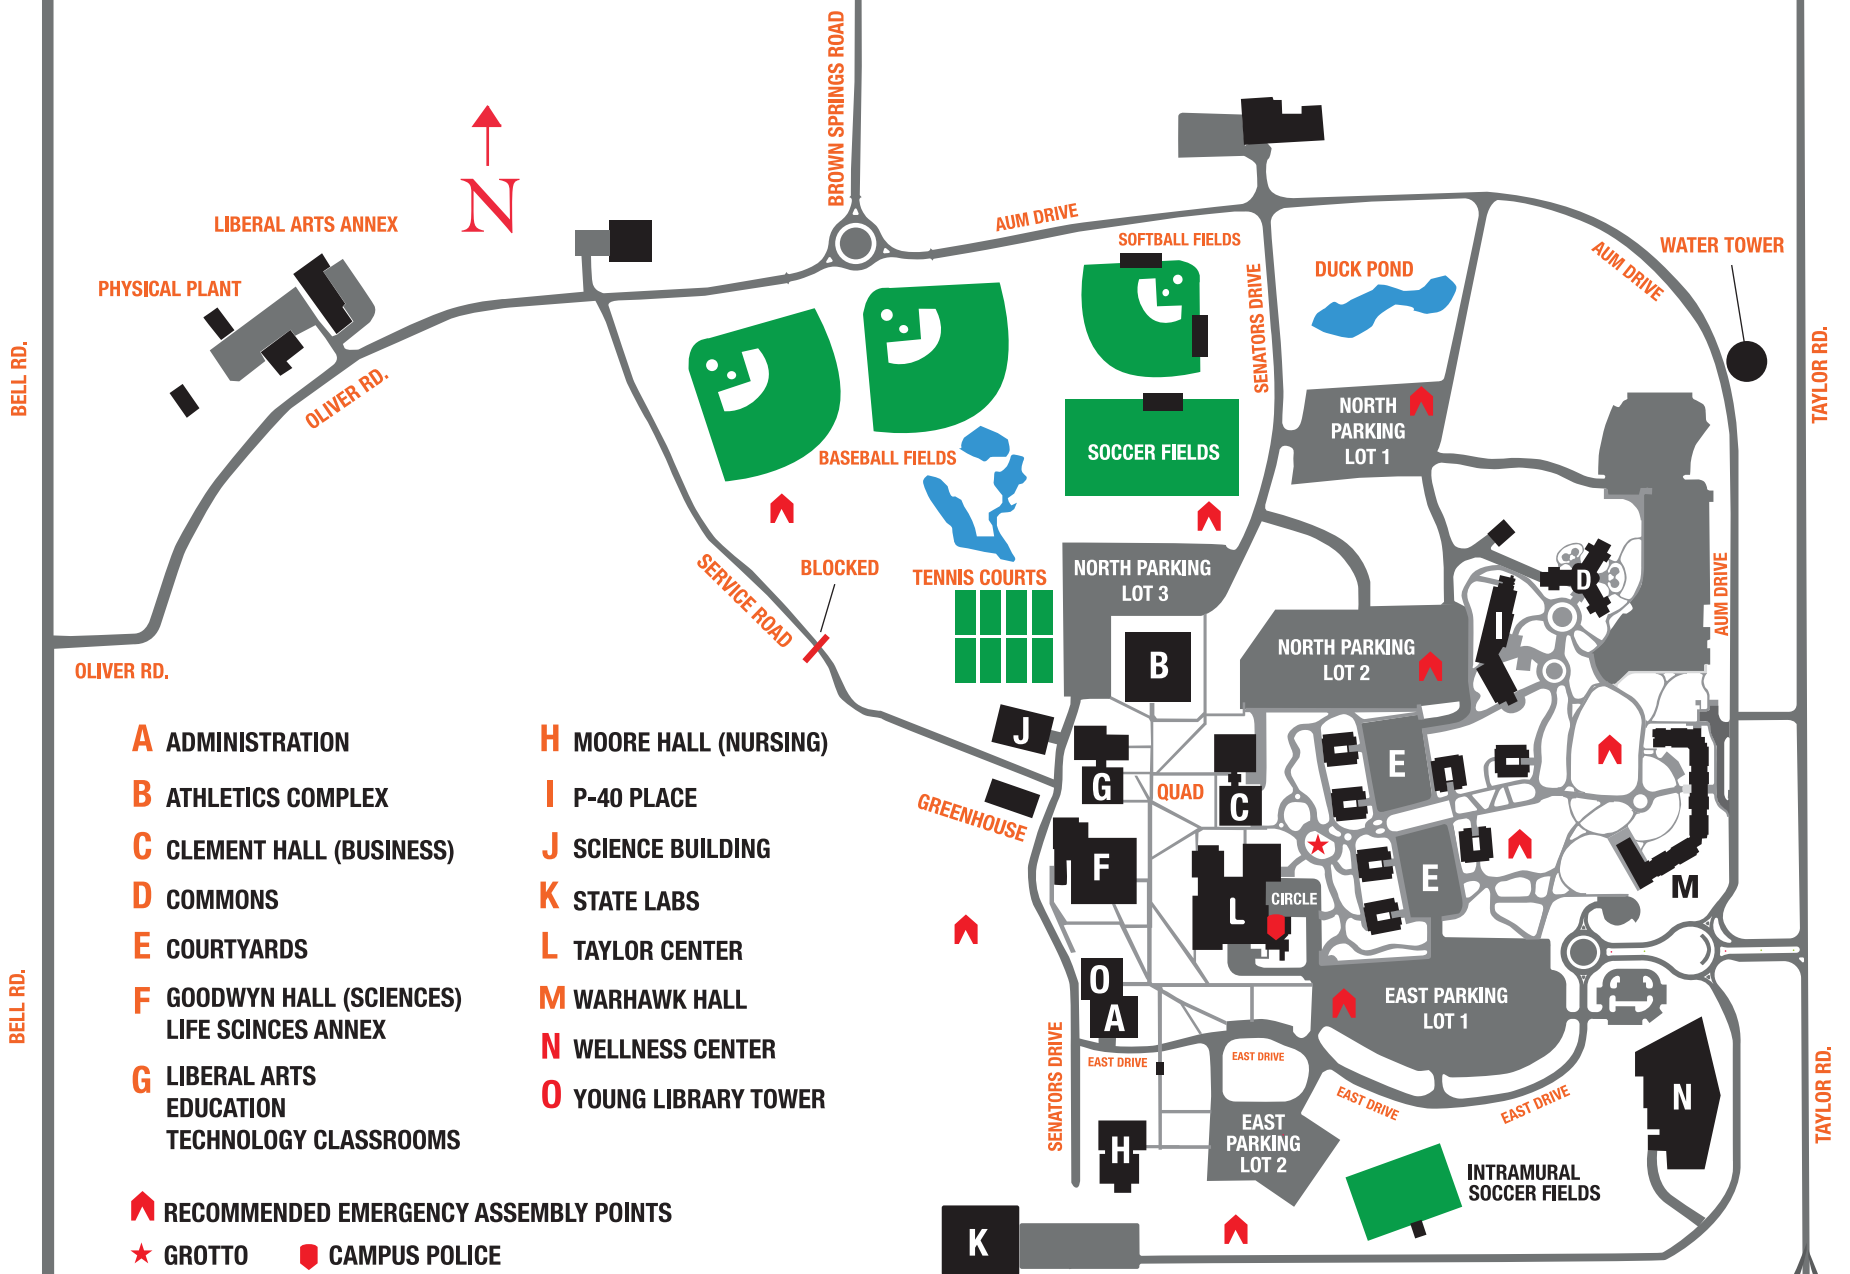 BROWN SPRINGS ROAD
N
LIBERAL ARTS ANNEX
PHYSICAL PLANT
AUM DRIVE
SOFTBALL FIELDS
SENATORS DRIVE
DUCK POND
AUM DRIVE
WATER TOWER
BELL RD.
OLIVER RD.
TAYLOR RD.
NORTH
PARKING
LOT 1
BASEBALL FIELDS
SOCCER FIELDS
SERVICE ROAD
BLOCKED
TENNIS COURTS
NORTH PARKING
LOT 3
D
I
AUM DRIVE
NORTH PARKING
LOT 2
B
OLIVER RD.
J
G
QUAD
C
E
GREENHOUSE
F
L
CIRCLE
E
M
O
A
EAST PARKING
LOT 1
BELL RD.
SENATORS DRIVE
EAST DRIVE
EAST DRIVE
EAST DRIVE
EAST DRIVE
N
TAYLOR RD.
H
EAST
PARKING
LOT 2
INTRAMURAL
SOCCER FIELDS
K
A ADMINISTRATION
B ATHLETICS COMPLEX
C CLEMENT HALL (BUSINESS)
D COMMONS
E COURTYARDS
F GOODWYN HALL (SCIENCES)
LIFE SCINCES ANNEX
G LIBERAL ARTS
EDUCATION
TECHNOLOGY CLASSROOMS
H MOORE HALL (NURSING)
I P-40 PLACE
J SCIENCE BUILDING
K STATE LABS
L TAYLOR CENTER
M WARHAWK HALL
N WELLNESS CENTER
O YOUNG LIBRARY TOWER
RECOMMENDED EMERGENCY ASSEMBLY POINTS
GROTTO
CAMPUS POLICE